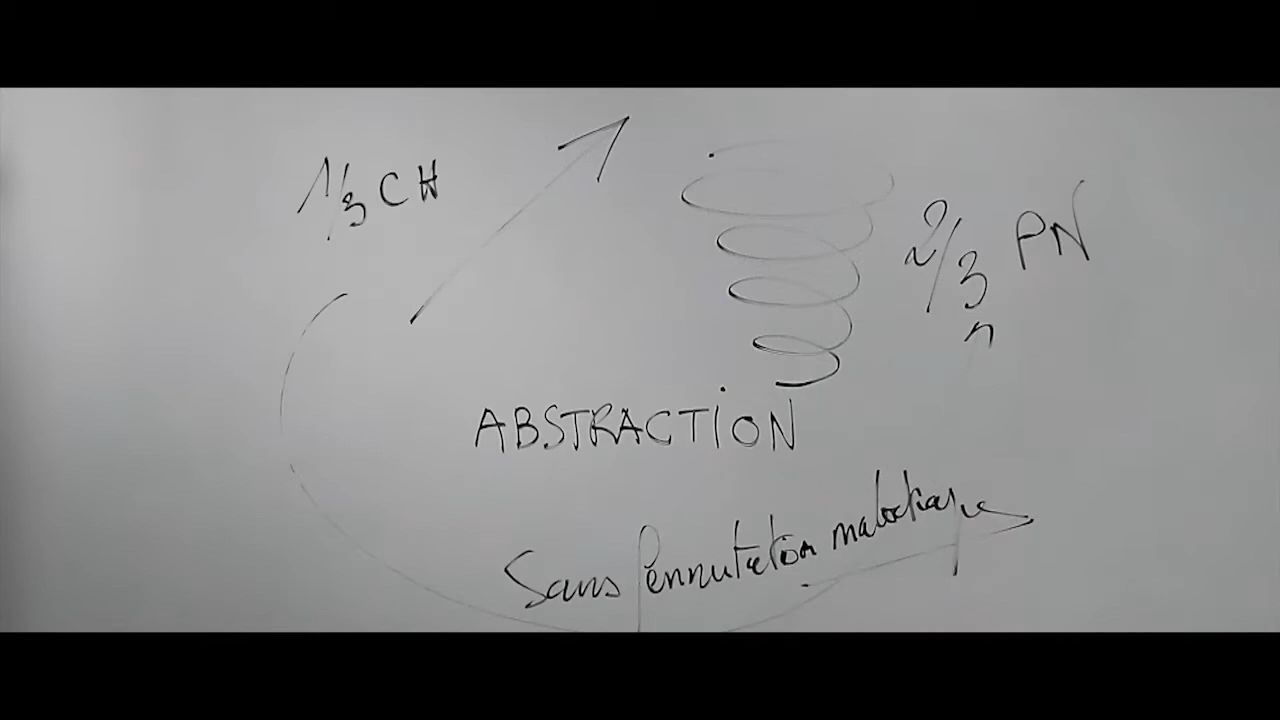 1/3 CH
2/3 PN
ABSTRACTiON
Sans Permutation